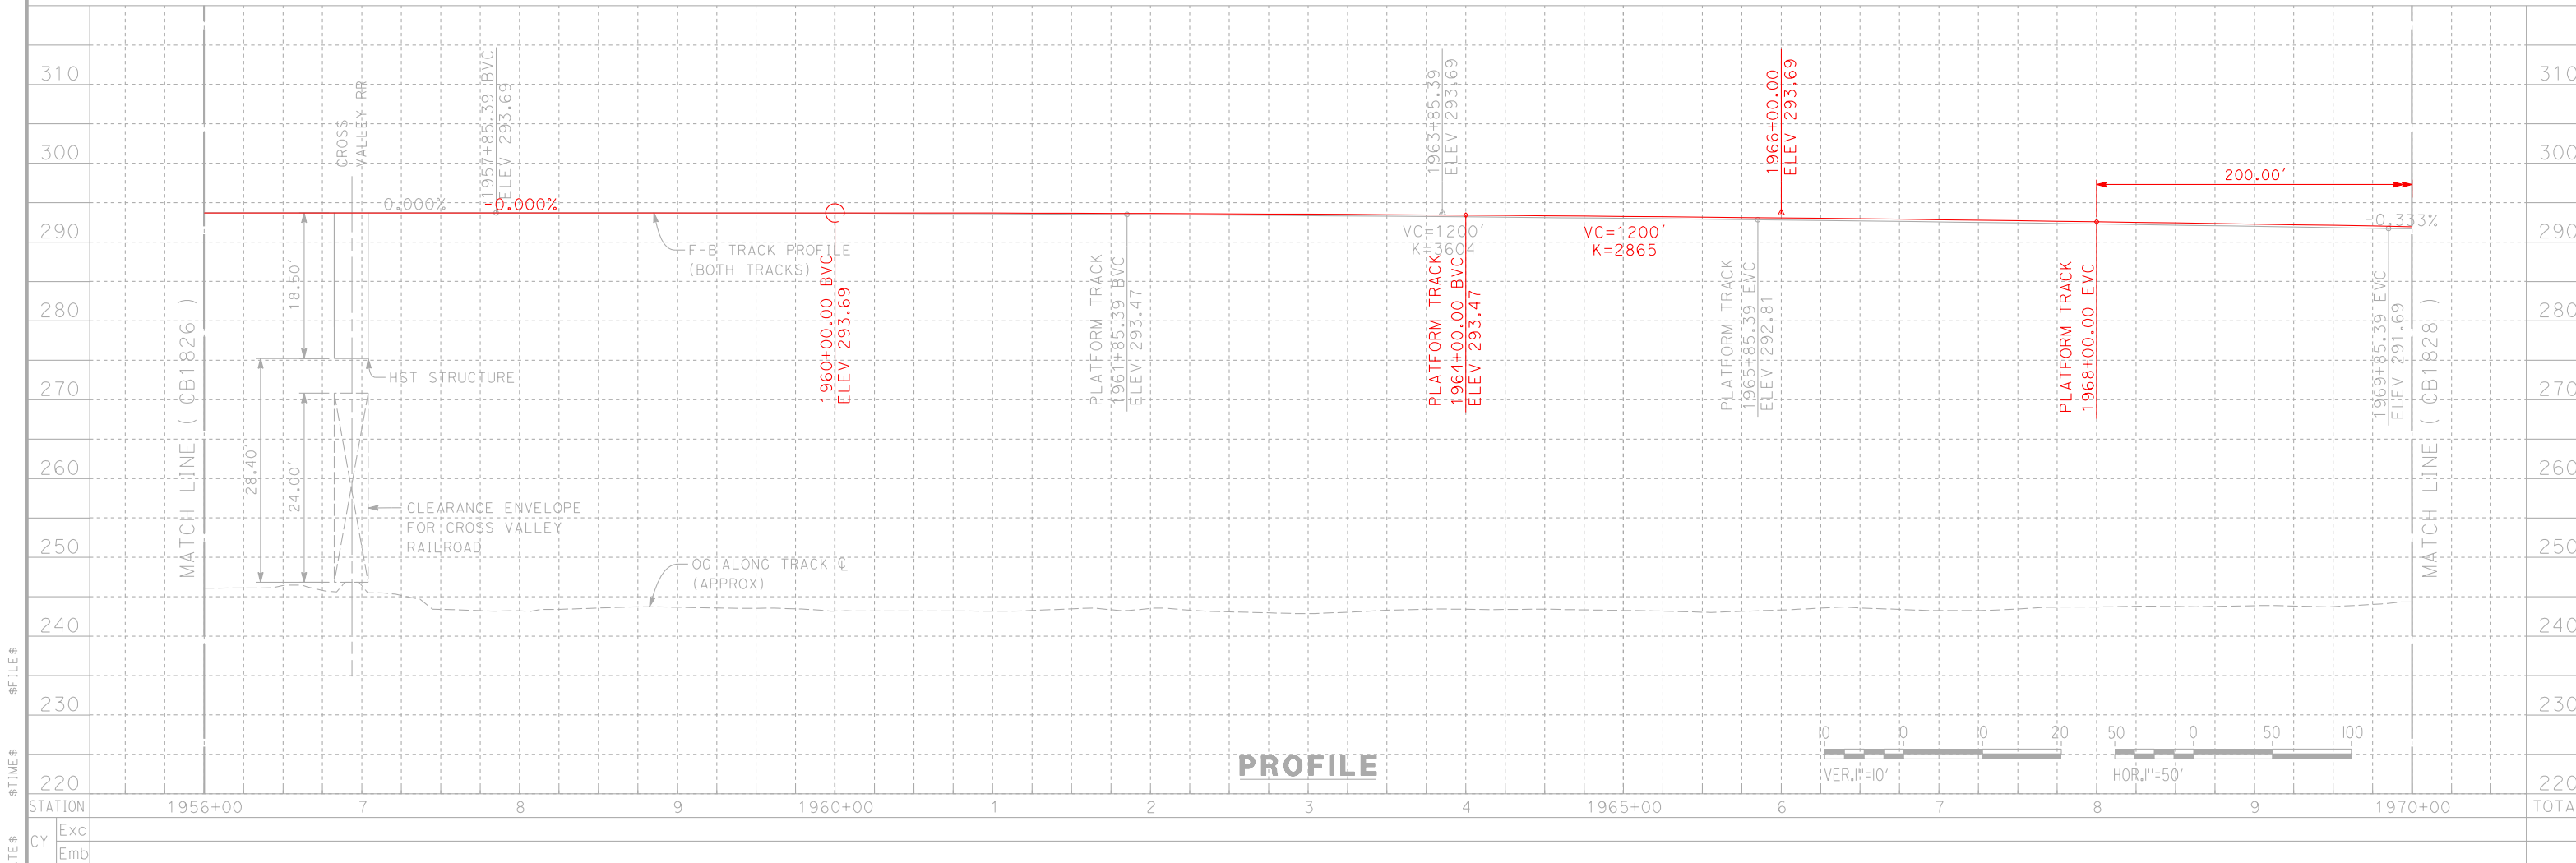 310
300
290
280
270
260
250
240
230
220
MATCH LINE ( CB1826 )
CROSS
VALLEY RR
0.000%
-0.000%
1957+85.39 BVC
ELEV 293.69
18.50'
28.40'
24.00'
HST STRUCTURE
CLEARANCE ENVELOPE
FOR CROSS VALLEY
RAILROAD
F-B TRACK PROFILE
(BOTH TRACKS)
OG ALONG TRACK ℄
(APPROX)
1960+00.00 BVC
ELEV 293.69
PLATFORM TRACK
1961+85.39 BVC
ELEV 293.47
1963+85.39
ELEV 293.69
VC=1200'
K=3604
PLATFORM TRACK
1964+00.00 BVC
ELEV 293.47
VC=1200'
K=2865
1966+00.00
ELEV 293.69
PLATFORM TRACK
1965+85.39 EVC
ELEV 292.81
PLATFORM TRACK
1968+00.00 EVC
200.00'
-0.333%
1969+85.39 EVC
ELEV 291.69
MATCH LINE ( CB1828 )
310
300
290
280
270
260
250
240
230
220
PROFILE
10 0 10 20
VER.1"=10'
50 0 50 100
HOR.1"=50'
STATION 1956+00 7 8 9 1960+00 1 2 3 4 1965+00 6 7 8 9 1970+00 TOTA
CY
Exc
Emb
$FILE$
$TIME$
TE$